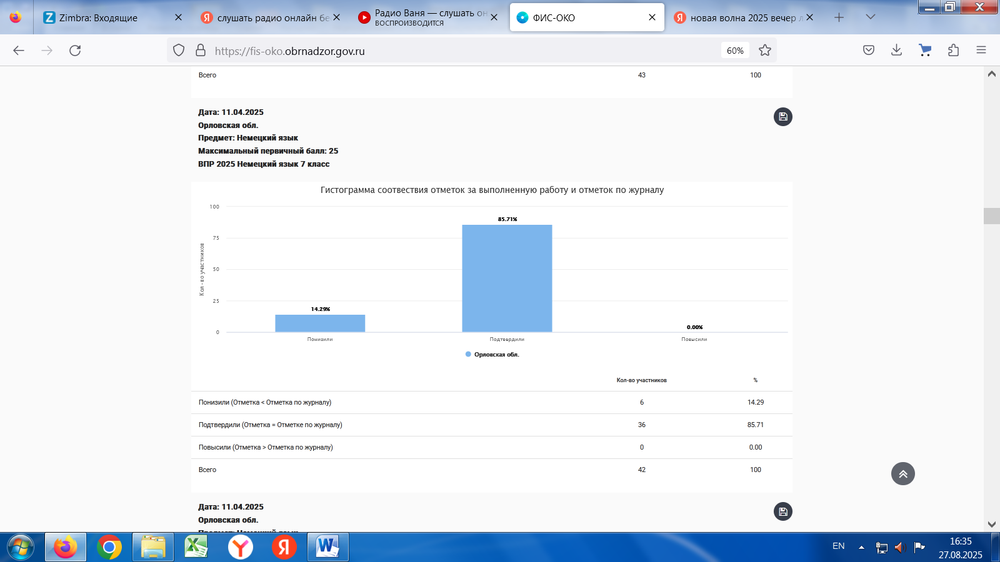 Zimbra: Входящие
слушать радио онлайн бе
Радио Ваня — слушать он
ВОСПРОИЗВОДИТСЯ
ФИС-ОКО
новая волна 2025 вечер л
https://fis-oko.obrnadzor.gov.ru
60%
Всего 43 100
Дата: 11.04.2025
Орловская обл.
Предмет: Немецкий язык
Максимальный первичный балл: 25
ВПР 2025 Немецкий язык 7 класс
Гистограмма соотвествия отметок за выполненную работу и отметок по журналу
Кол-во участников
100
75
50
25
0
14.29%
85.71%
0.00%
Понизили Подтвердили Повысили
Орловская обл.
Кол-во участников %
Понизили (Отметка < Отметка по журналу) 6 14.29
Подтвердили (Отметка = Отметке по журналу) 36 85.71
Повысили (Отметка > Отметка по журналу) 0 0.00
Всего 42 100
Дата: 11.04.2025
Орловская обл.
Предмет: Немецкий язык
EN
16:35
27.08.2025